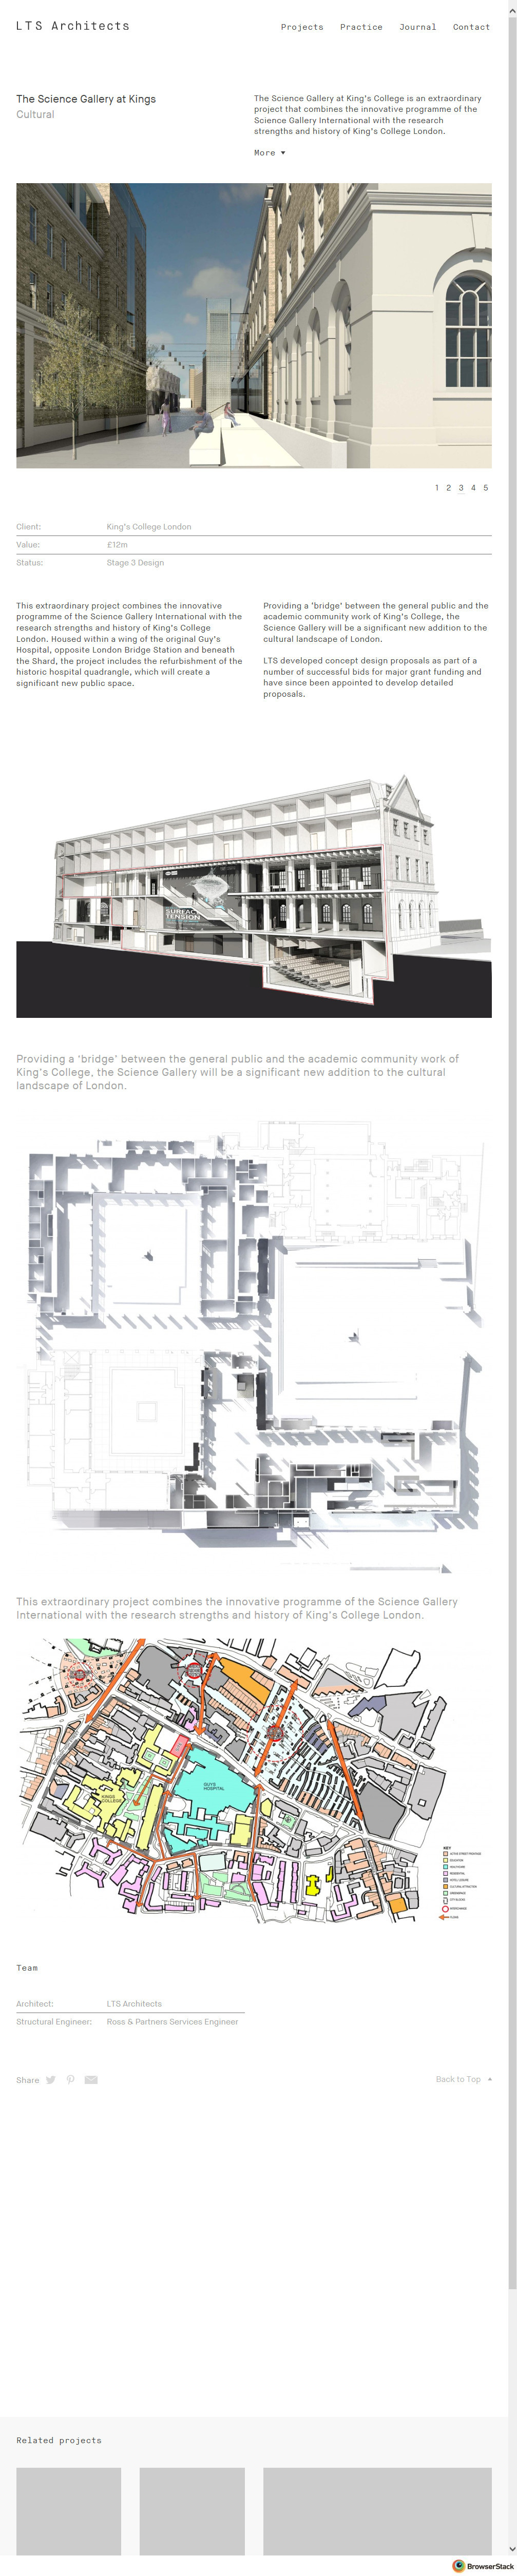 LTS Architects
Projects Practice Journal Contact
The Science Gallery at Kings
Cultural
The Science Gallery at King's College is an extraordinary
project that combines the innovative programme of the
Science Gallery International with the research
strengths and history of King's College London.
More ▼
1 2 3 4 5
Client: King's College London
Value: £12m
Status: Stage 3 Design
This extraordinary project combines the innovative
programme of the Science Gallery International with the
research strengths and history of King's College
London. Housed within a wing of the original Guy's
Hospital, opposite London Bridge Station and beneath
the Shard, the project includes the refurbishment of the
historic hospital quadrangle, which will create a
significant new public space.
Providing a 'bridge' between the general public and the
academic community work of King's College, the
Science Gallery will be a significant new addition to the
cultural landscape of London.
LTS developed concept design proposals as part of a
number of successful bids for major grant funding and
have since been appointed to develop detailed
proposals.
SURFACE
TENSION
Providing a 'bridge' between the general public and the academic community work of
King's College, the Science Gallery will be a significant new addition to the cultural
landscape of London.
This extraordinary project combines the innovative programme of the Science Gallery
International with the research strengths and history of King's College London.
GUYS
HOSPITAL
KINGS
COLLEGE
KEY
Team
Architect: LTS Architects
Structural Engineer: Ross & Partners Services Engineer
Share
Back to Top
Related projects
BrowserStack